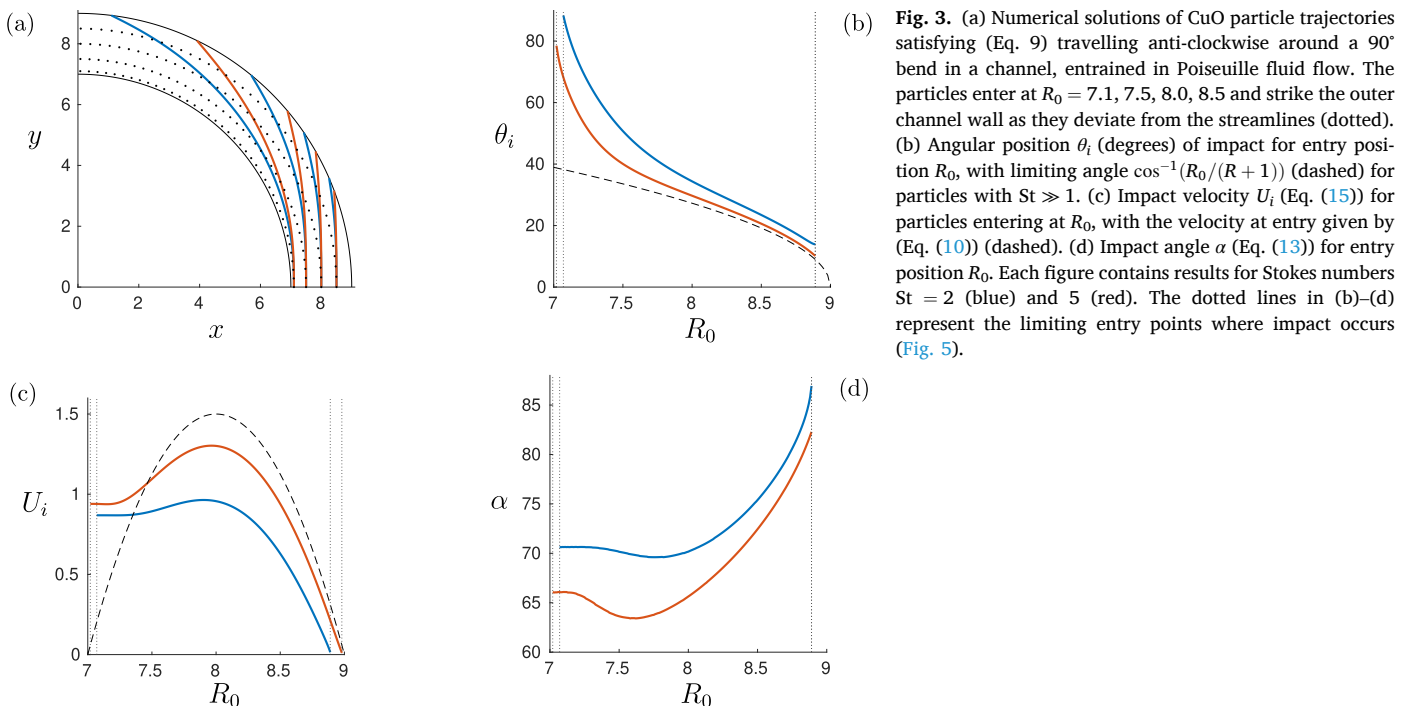 (a)
8
6
y
4
2
0
0
2
4
6
8
x
(b)
80
60
θi
40
20
0
7
7.5
8
8.5
9
R0
Fig. 3. (a) Numerical solutions of CuO particle trajectories
satisfying (Eq. 9) travelling anti-clockwise around a 90°
bend in a channel, entrained in Poiseuille fluid flow. The
particles enter at R0 = 7.1, 7.5, 8.0, 8.5 and strike the outer
channel wall as they deviate from the streamlines (dotted).
(b) Angular position θi (degrees) of impact for entry posi-
tion R0, with limiting angle cos−1(R0/(R + 1)) (dashed) for
particles with St ≫ 1. (c) Impact velocity Ui (Eq. (15)) for
particles entering at R0, with the velocity at entry given by
(Eq. (10)) (dashed). (d) Impact angle α (Eq. (13)) for entry
position R0. Each figure contains results for Stokes numbers
St = 2 (blue) and 5 (red). The dotted lines in (b)–(d)
represent the limiting entry points where impact occurs
(Fig. 5).
(c)
1.5
1
Ui
0.5
0
7
7.5
8
8.5
9
R0
(d)
85
80
75
α
70
65
60
7
7.5
8
8.5
9
R0